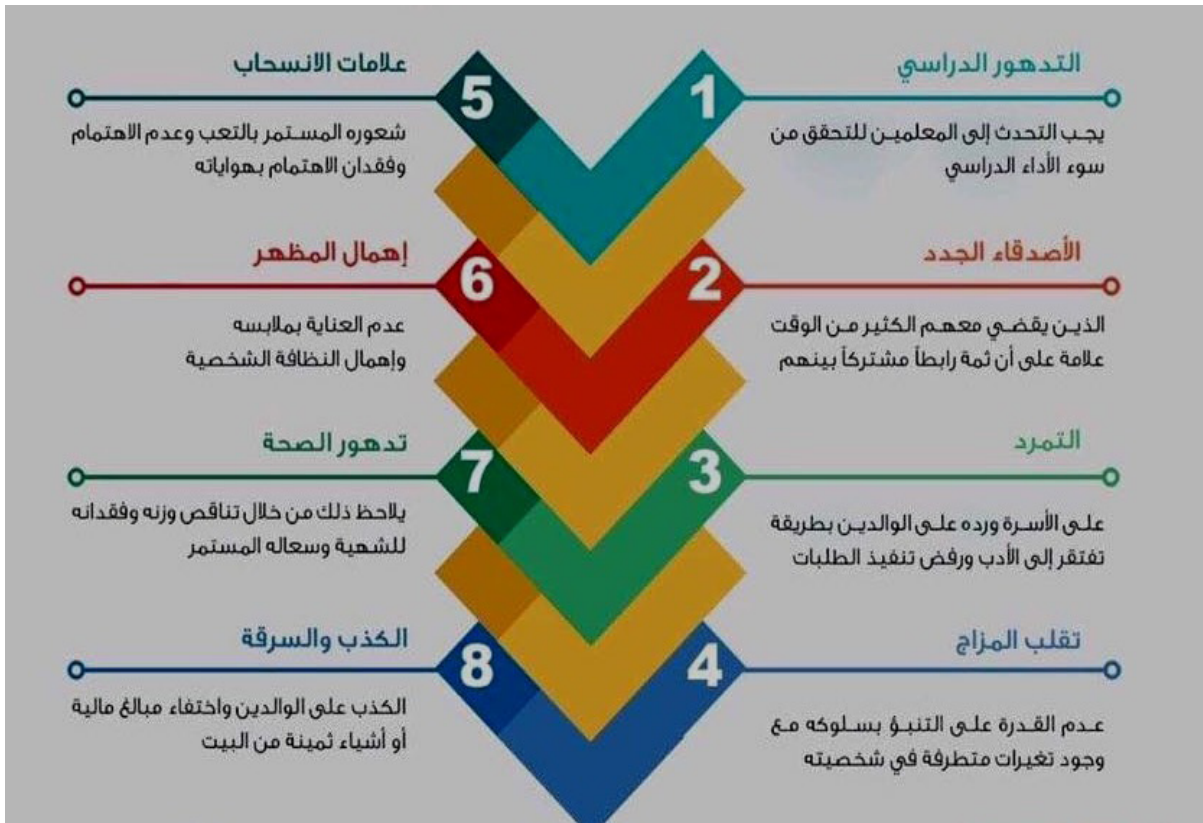 1
التدهور الدراسي
يجب التحدث إلى المعلمين للتحقق من
سوء الأداء الدراسي
2
الأصدقاء الجدد
الذين يقضي معهم الكثير من الوقت
علامة على أن ثمة رابطاً مشتركاً بينهم
3
التمرد
على الأسرة ورده على الوالدين بطريقة
تفتقر إلى الأدب ورفض تنفيذ الطلبات
4
تقلب المزاج
عدم القدرة على التنبؤ بسلوكه مع
وجود تغيرات متطرفة في شخصيته
5
علامات الانسحاب
شعوره المستمر بالتعب وعدم الاهتمام
وفقدان الاهتمام بهواياته
6
إهمال المظهر
عدم العناية بملابسه
وإهمال النظافة الشخصية
7
تدهور الصحة
يلاحظ ذلك من خلال تناقص وزنه وفقدانه
للشهية وسعاله المستمر
8
الكذب والسرقة
الكذب على الوالدين واختفاء مبالغ مالية
أو أشياء ثمينة من البيت